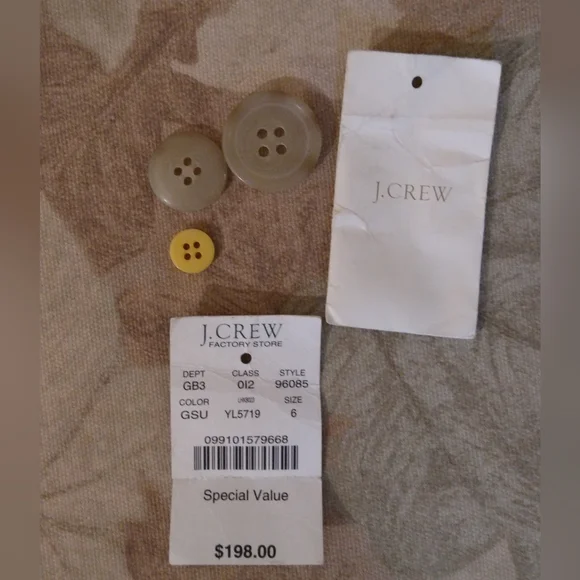 J.CREW
J.CREW
FACTORY STORE
DEPT CLASS STYLE
GB3 0I2 96085
COLOR SIZE
GSU YL5719 6
099101579668
Special Value
$198.00